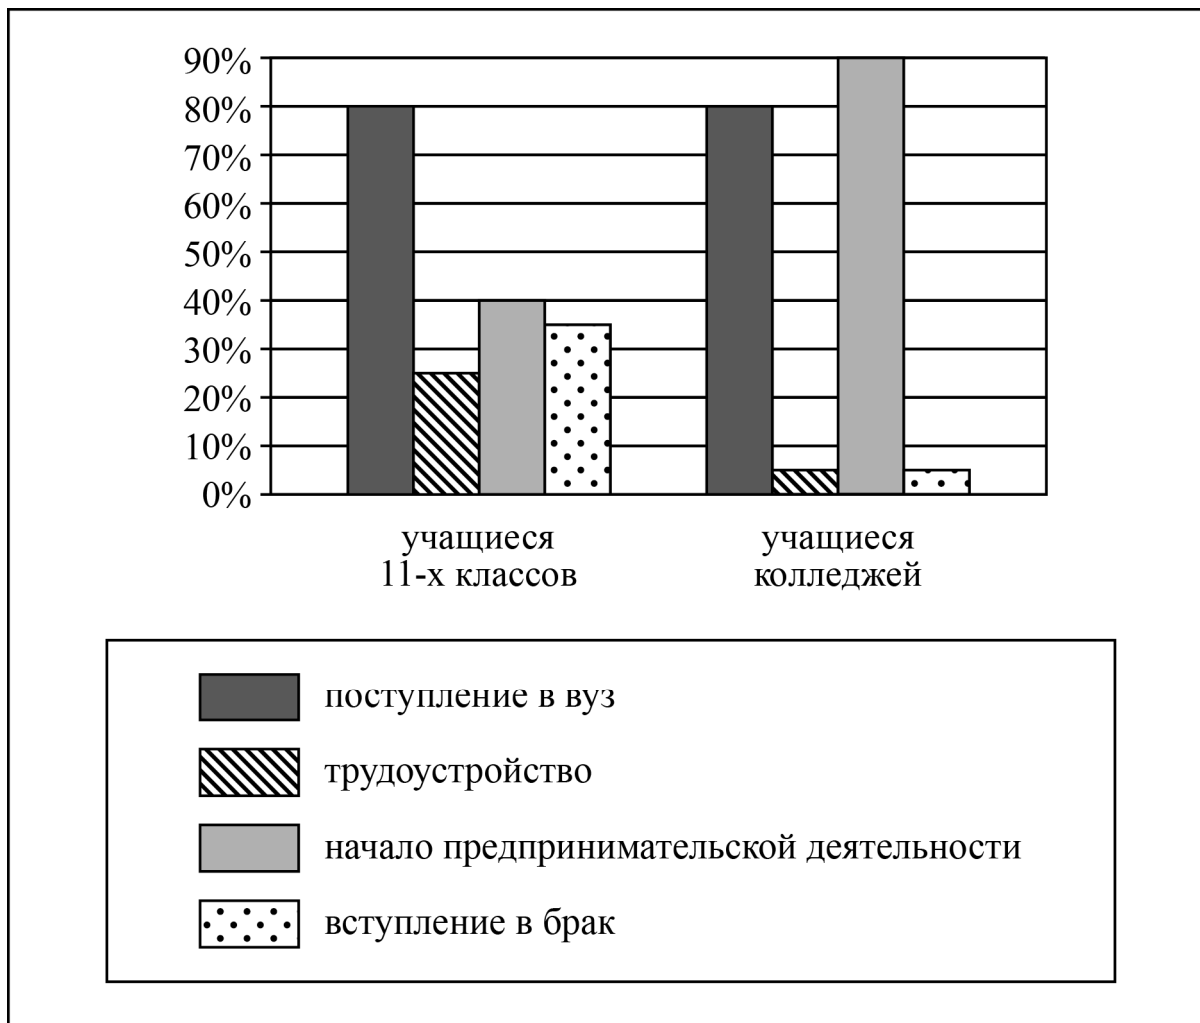 90%
80%
70%
60%
50%
40%
30%
20%
10%
0%
учащиеся
11-х классов
учащиеся
колледжей
поступление в вуз
трудоустройство
начало предпринимательской деятельности
вступление в брак